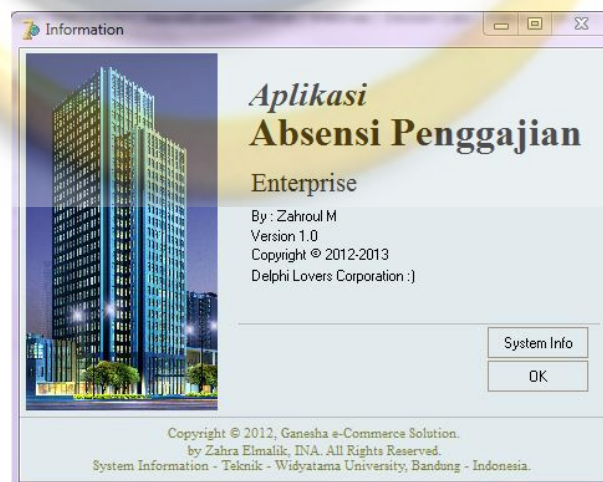 Information
Aplikasi
Absensi Penggajian
Enterprise
By : Zahroul M
Version 1.0
Copyright © 2012-2013
Delphi Lovers Corporation :)
System Info
OK
Copyright © 2012, Ganesha e-Commerce Solution.
by Zahra Elmalik, INA. All Rights Reserved.
System Information - Teknik - Widyatama University, Bandung - Indonesia.